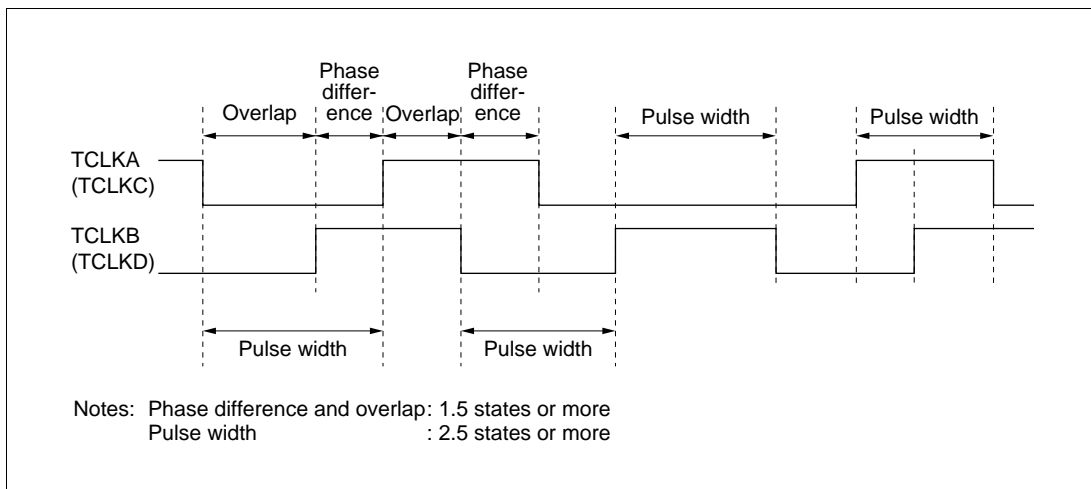 Phase
differ-
ence
Phase
differ-
ence
Overlap
Overlap
Pulse width
Pulse width
TCLKA
(TCLKC)
TCLKB
(TCLKD)
Pulse width
Pulse width
Notes: Phase difference and overlap : 1.5 states or more
Pulse width : 2.5 states or more